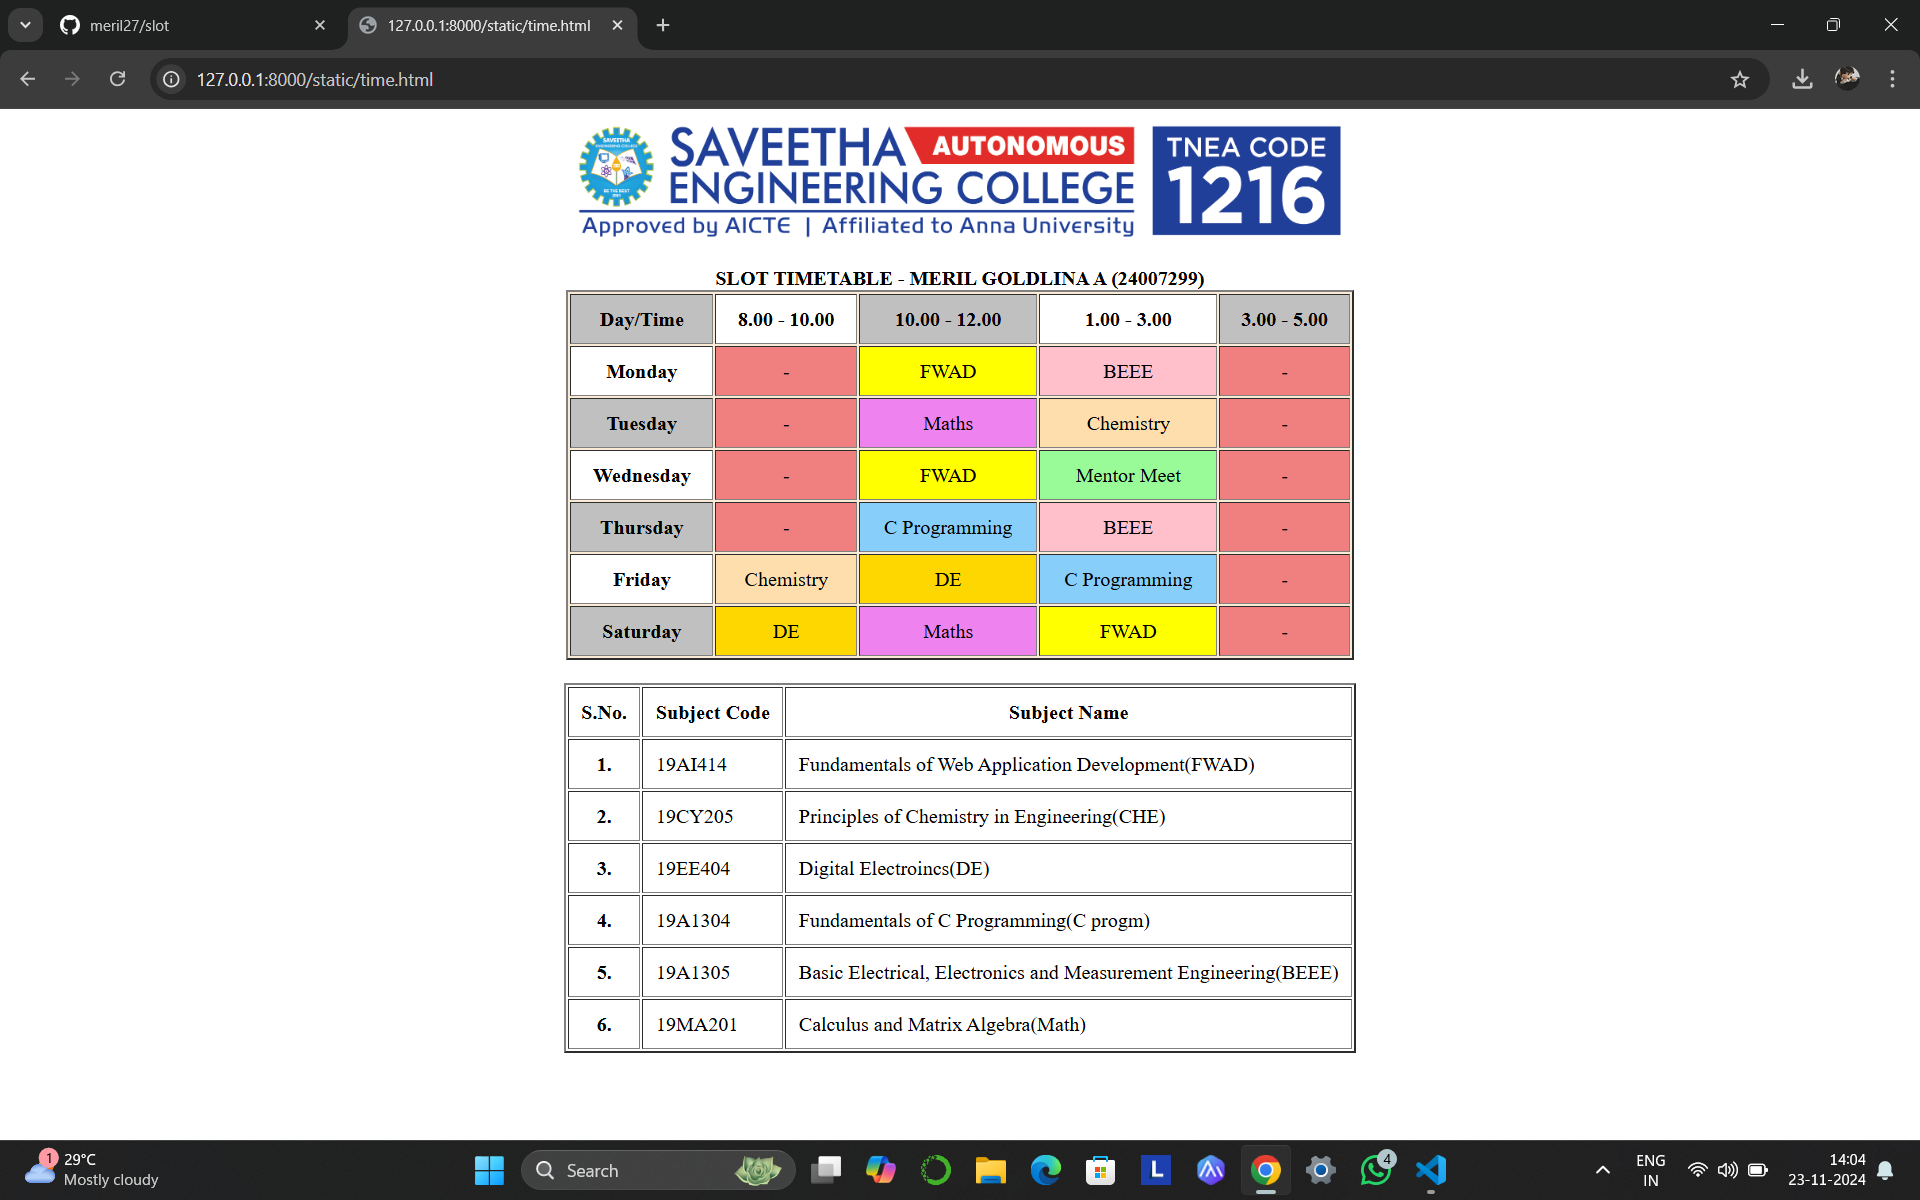 meril27/slot
127.0.0.1:8000/static/time.html
127.0.0.1:8000/static/time.html
SAVEETHA AUTONOMOUS
ENGINEERING COLLEGE
Approved by AICTE | Affiliated to Anna University
TNEA CODE
1216
SLOT TIMETABLE - MERIL GOLDLINA A (24007299)
Day/Time 8.00 - 10.00 10.00 - 12.00 1.00 - 3.00 3.00 - 5.00
Monday - FWAD BEEE -
Tuesday - Maths Chemistry -
Wednesday - FWAD Mentor Meet -
Thursday - C Programming BEEE -
Friday Chemistry DE C Programming -
Saturday DE Maths FWAD -
S.No. Subject Code Subject Name
1. 19AI414 Fundamentals of Web Application Development(FWAD)
2. 19CY205 Principles of Chemistry in Engineering(CHE)
3. 19EE404 Digital Electroincs(DE)
4. 19A1304 Fundamentals of C Programming(C progm)
5. 19A1305 Basic Electrical, Electronics and Measurement Engineering(BEEE)
6. 19MA201 Calculus and Matrix Algebra(Math)
1
29°C
Mostly cloudy
Search
L
4
ENG
IN
14:04
23-11-2024